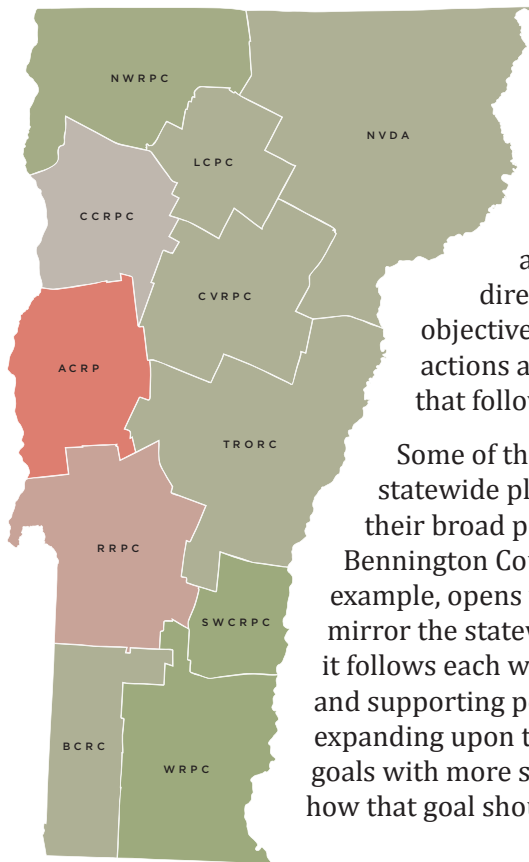 NWRPC
NVDA
LCPC
CCRPC
CVRPC
ACRP
TRORC
RRPC
SWCRPC
BCRC
WRPC
a
dire
objective
actions a
that follow
Some of th
statewide pl
their broad p
Bennington Cou
example, opens
mirror the statew
it follows each w
and supporting p
expanding upon t
goals with more s
how that goal shou